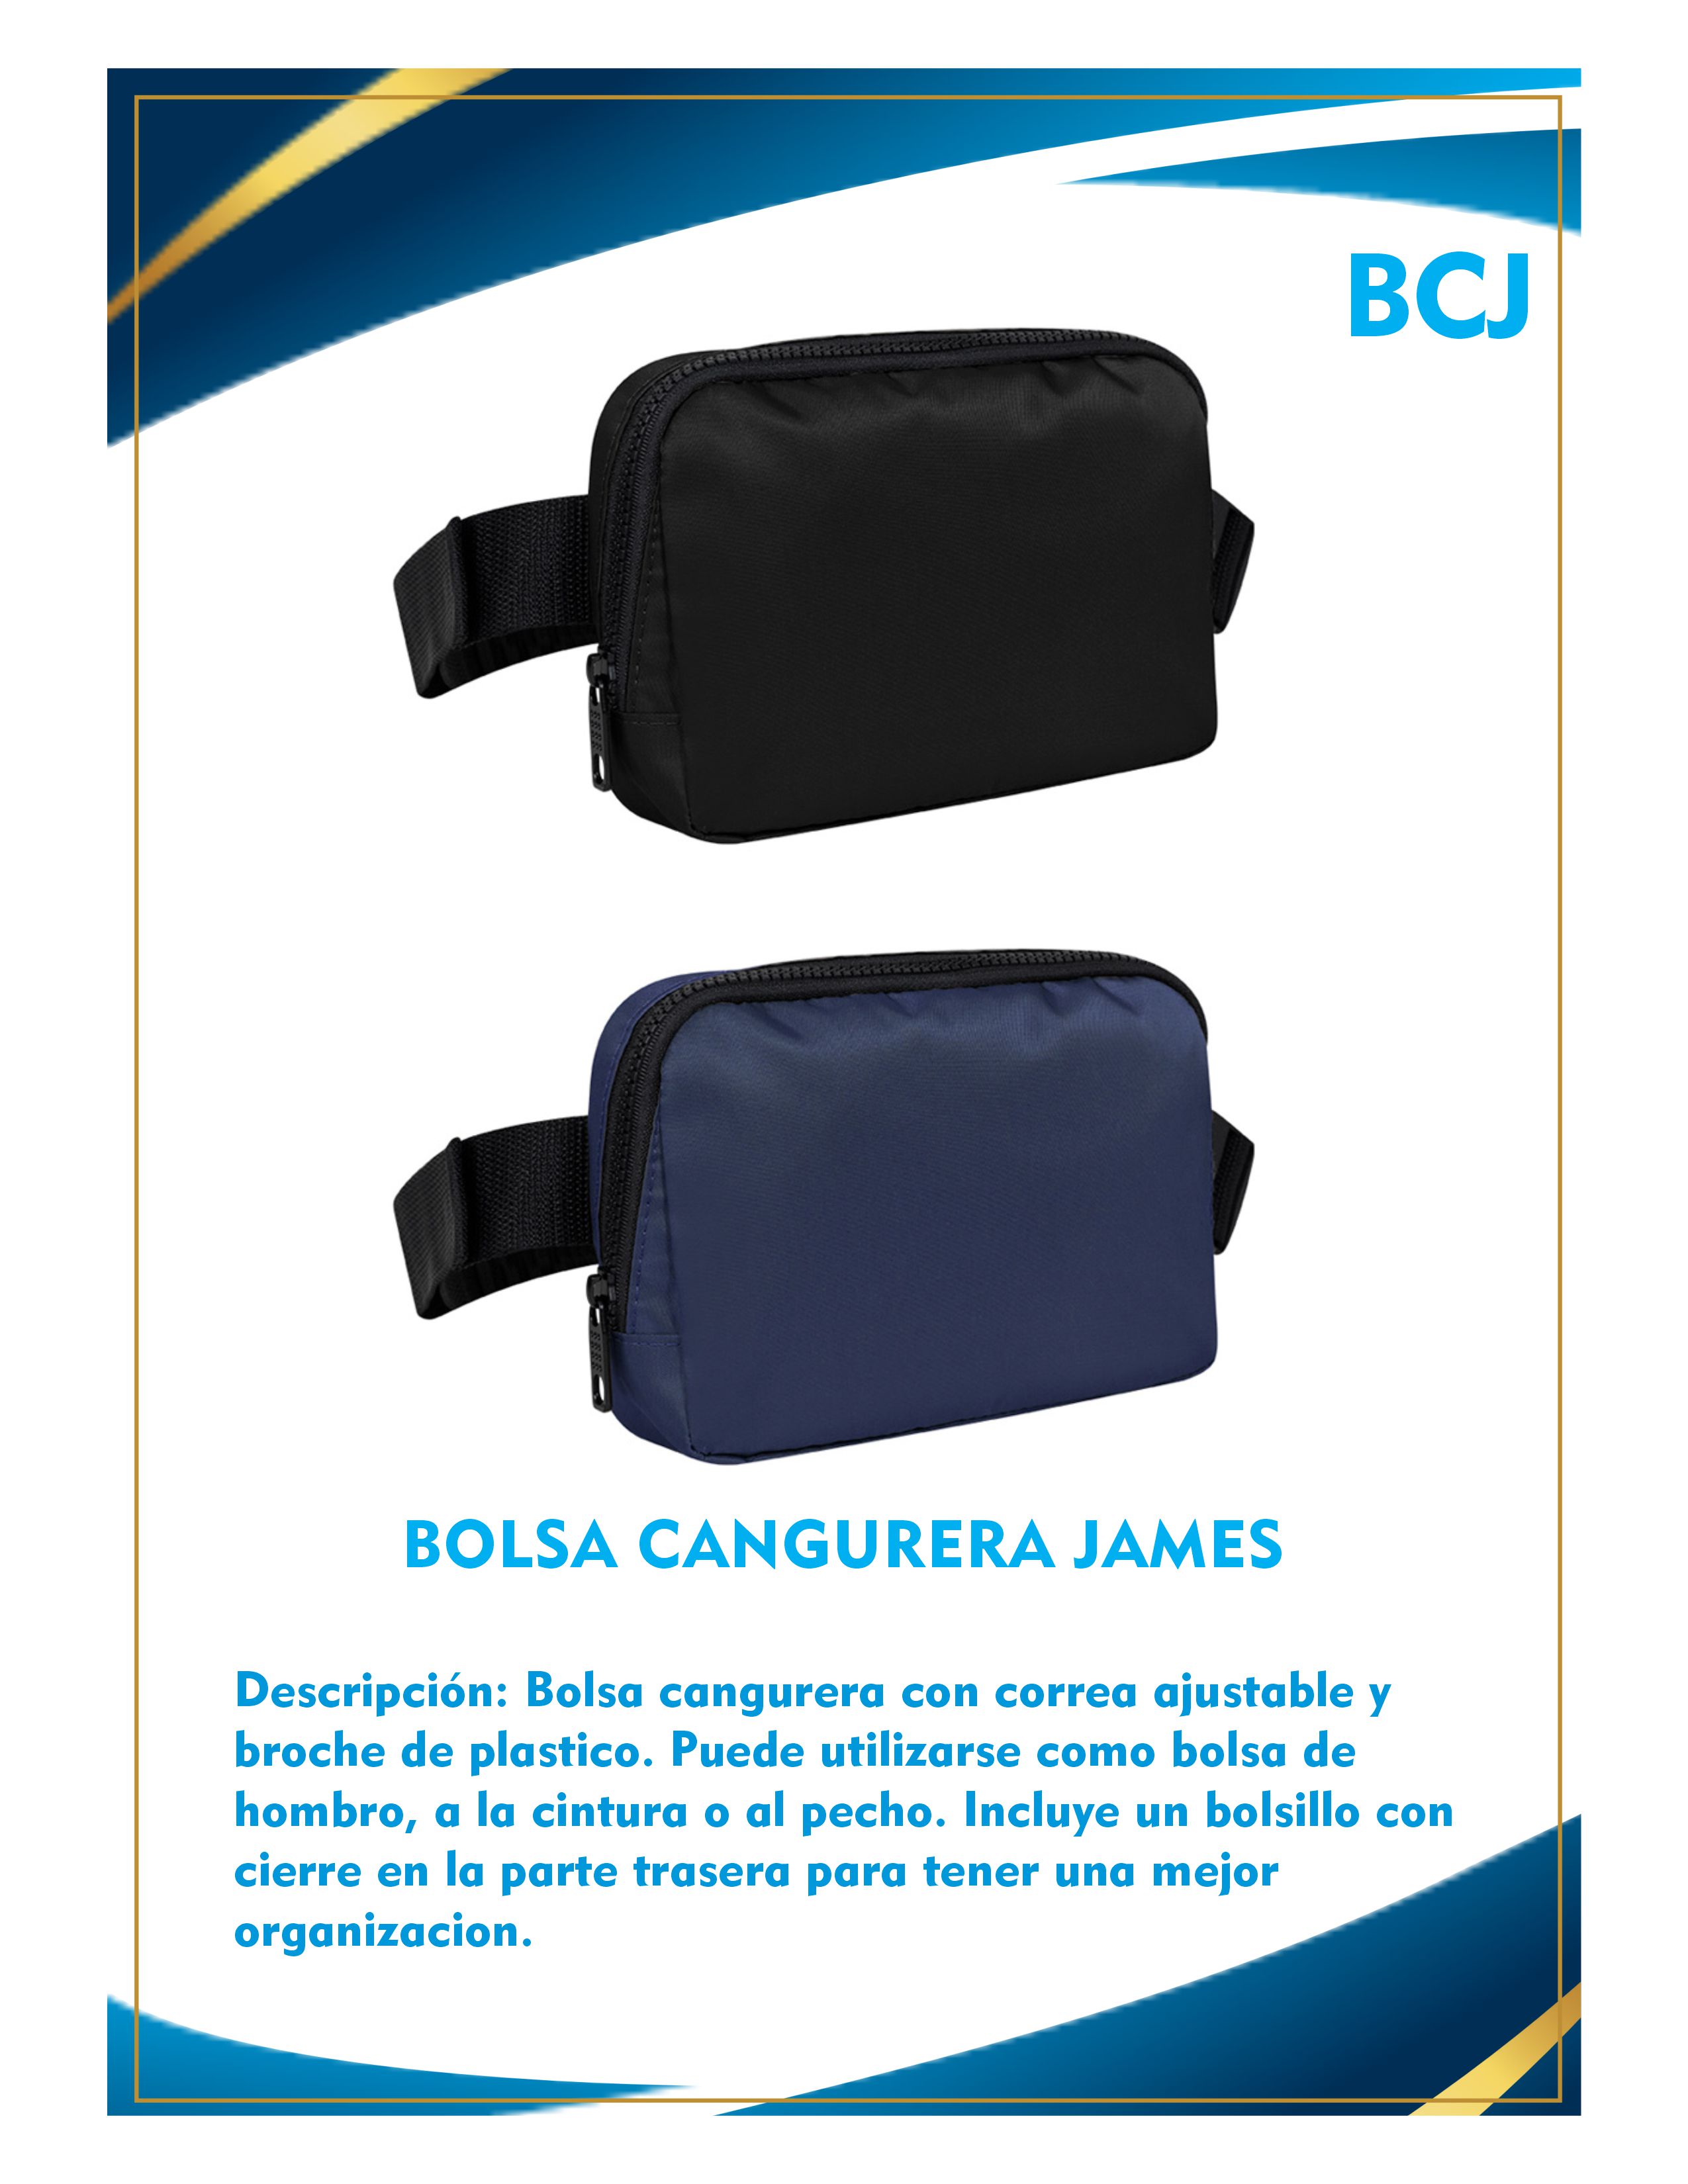 BCJ
BOLSA CANGURERA JAMES
Descripción: Bolsa cangurera con correa ajustable y
broche de plastico. Puede utilizarse como bolsa de
hombro, a la cintura o al pecho. Incluye un bolsillo con
cierre en la parte trasera para tener una mejor
organizacion.